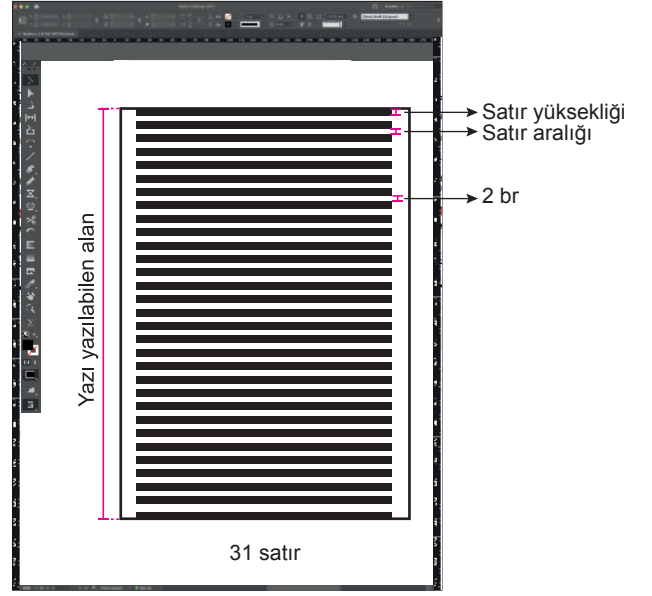 Satır yüksekliği
Satır aralığı
2 br
Yazı yazılabilen alan
31 satır